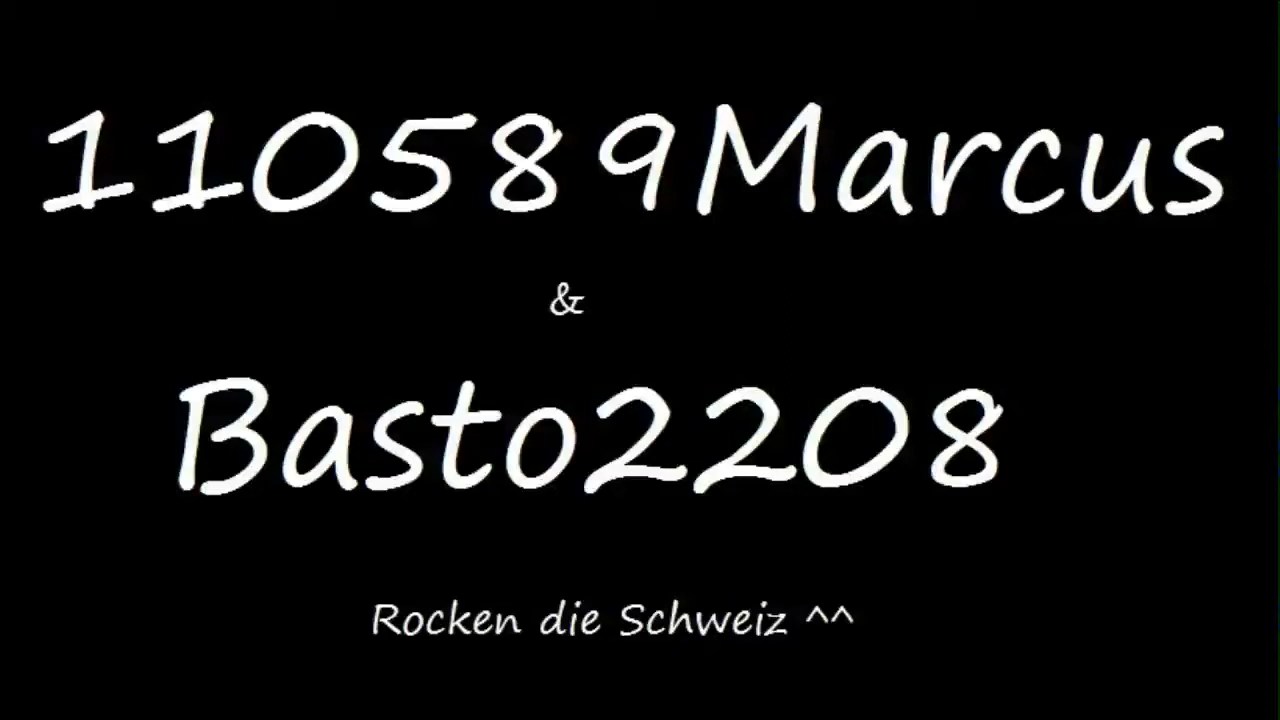 110589Marcus
&
Basto2208
Rocken die Schweiz ^^